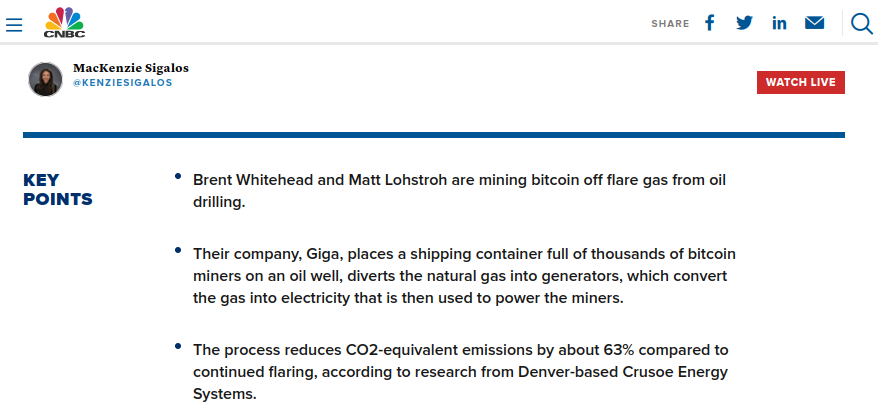 CNBC
SHARE
MacKenzie Sigalos
@KENZIESIGALOS
WATCH LIVE
KEY
POINTS
Brent Whitehead and Matt Lohstroh are mining bitcoin off flare gas from oil
drilling.
Their company, Giga, places a shipping container full of thousands of bitcoin
miners on an oil well, diverts the natural gas into generators, which convert
the gas into electricity that is then used to power the miners.
The process reduces CO2-equivalent emissions by about 63% compared to
continued flaring, according to research from Denver-based Crusoe Energy
Systems.